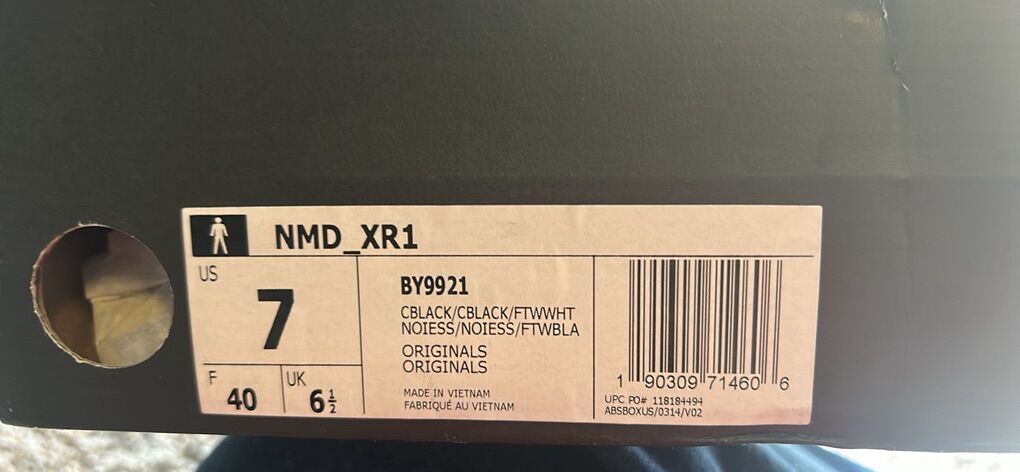 NMD_XR1
US
7
F
40
UK
6 1/2
BY9921
CBLACK/CBLACK/FTWWHT
NOIESS/NOIESS/FTWBLA
ORIGINALS
ORIGINALS
MADE IN VIETNAM
FABRIQUÉ AU VIETNAM
1 90309 71460 6
UPC PO# 118184494
ABSBOXUS/0314/V02